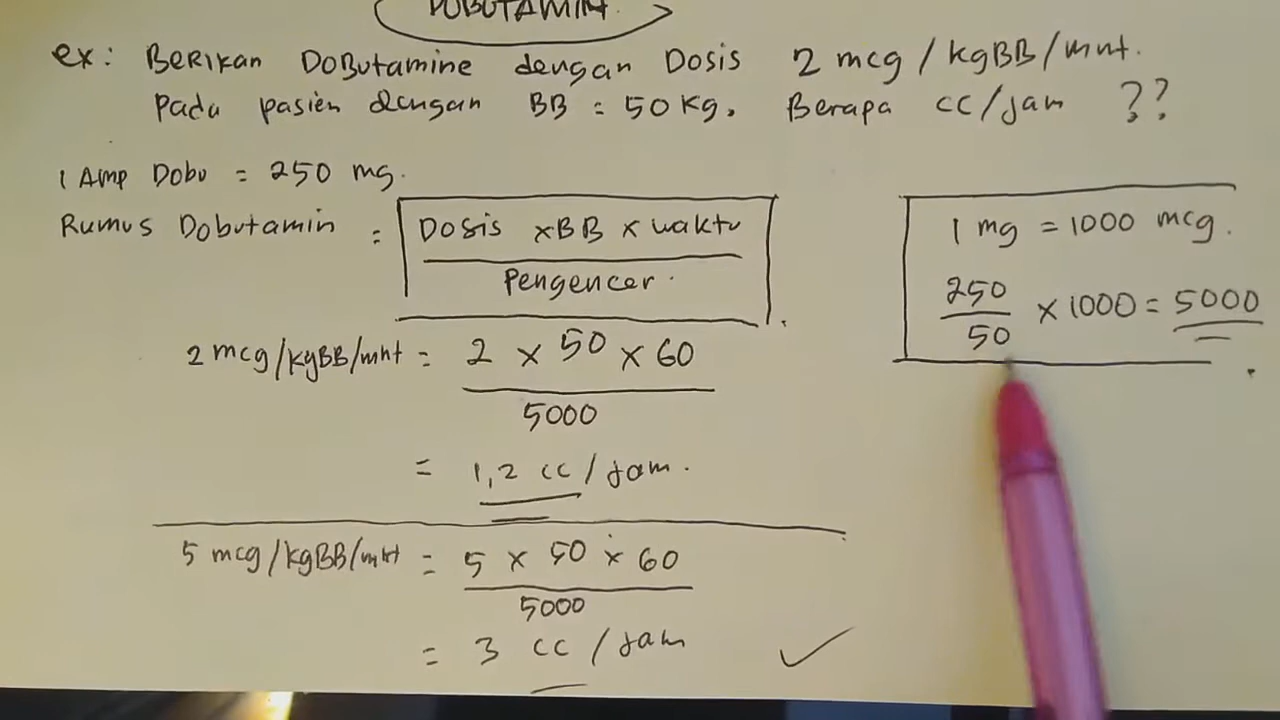 DOBUTAMIN.
ex: Berikan Dobutamine dengan Dosis 2 mcg/kgBB/mnt.
Pada pasien dengan BB = 50 kg. Berapa cc/jam ??
1 Amp Dobu = 250 mg.
Rumus Dobutamin = Dosis x BB x waktu
Pengencer.
2 mcg/kgBB/mnt = 2 x 50 x 60
5000
= 1,2 cc/jam.
5 mcg/kgBB/mnt = 5 x 50 x 60
5000
= 3 cc/jam ✓
1 mg = 1000 mcg.
250
50 x 1000 = 5000